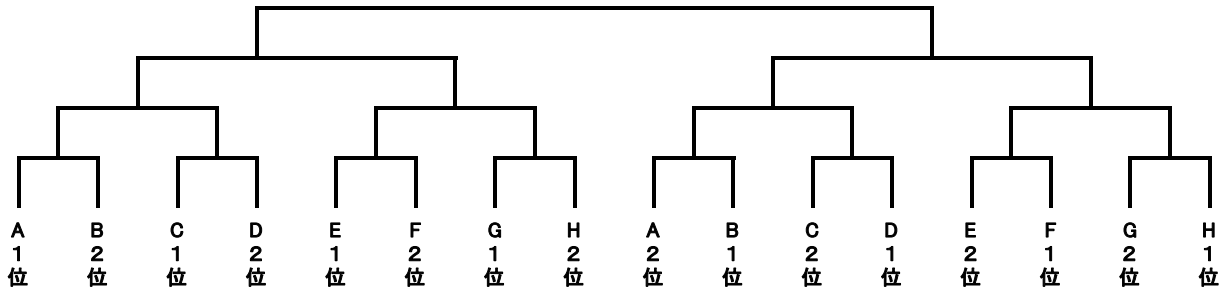 A1位
B2位
C1位
D2位
E1位
F2位
G1位
H2位
A2位
B1位
C2位
D1位
E2位
F1位
G2位
H1位